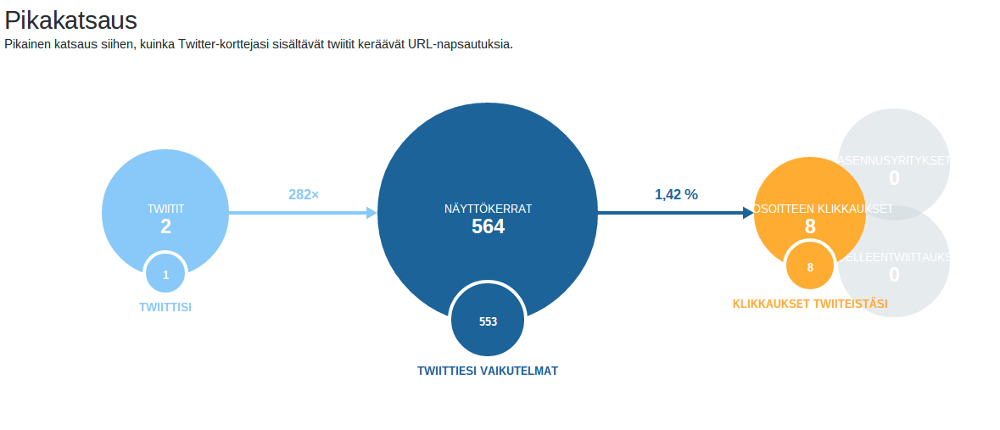 Pikakatsaus
Pikainen katsaus siihen, kuinka Twitter-korttejasi sisältävät twiitit keräävät URL-napsautuksia.
TWIITIT
2
1
TWIITTISI
282×
NÄYTTÖKERRAT
564
553
TWIITTIESI VAIKUTELMAT
1,42 %
OSOITTEEN KLIKKAUKSET
8
8
KLIKKAUKSET TWIITEISTÄSI
ASENNUSYRITYKSET
0
0